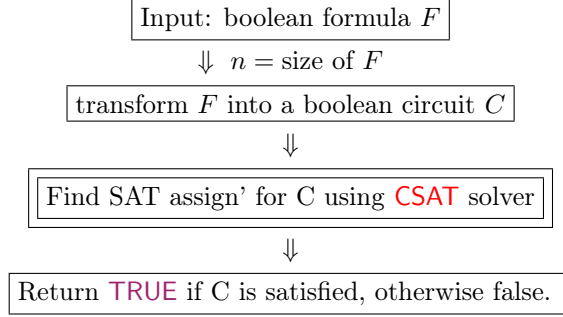 Input: boolean formula F
⇓ n = size of F
transform F into a boolean circuit C
⇓
Find SAT assign’ for C using CSAT solver
⇓
Return TRUE if C is satisfied, otherwise false.